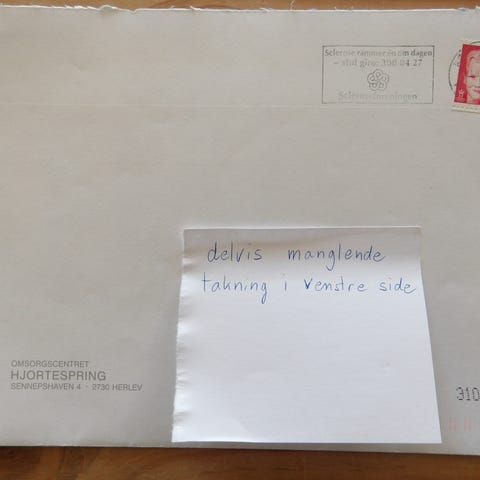 Sclerose rammer én om dagen
– støt giro: 300 04 27
Scleroseforeningen
delvis manglende
takning i venstre side
OMSORGSCENTRET
HJORTESPRING
SENNEPSHAVEN 4 · 2730 HERLEV
310